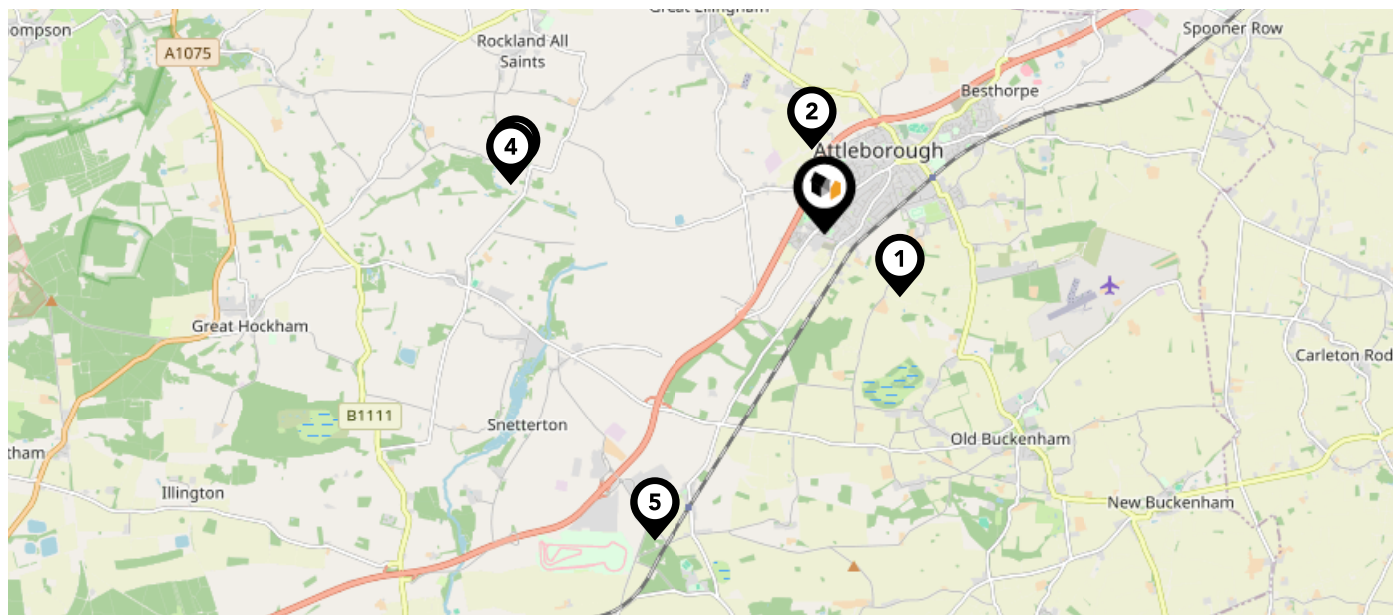 Great Ellingham
ompson
Spooner Row
Rockland All
Saints
A1075
Besthorpe
2
4
Attleborough
1
Great Hockham
Carleton Rod
B1111
Snetterton
Old Buckenham
tham
Illington
5
New Buckenham